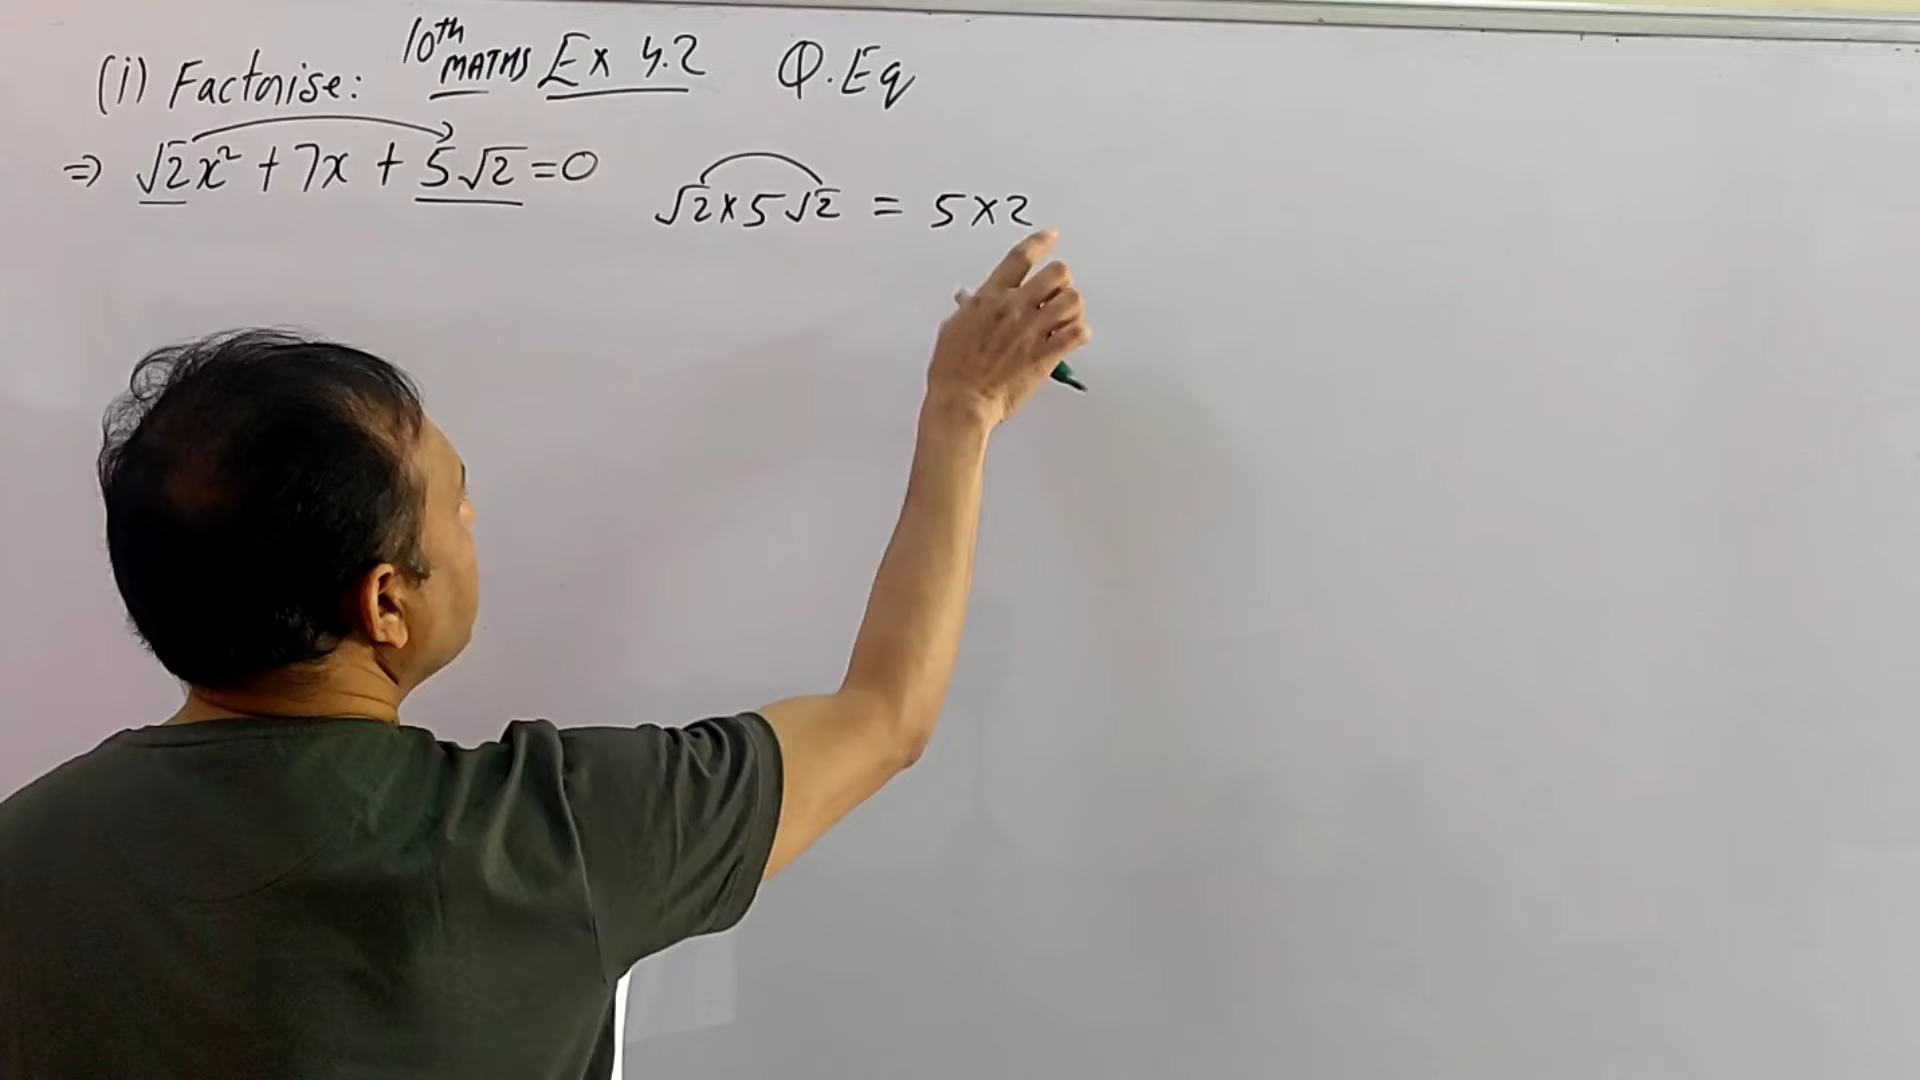 (i) Factorise: 10th MATHS Ex 4.2 Q.Eq
⇒ √2x² + 7x + 5√2 = 0
√2 × 5√2 = 5×2